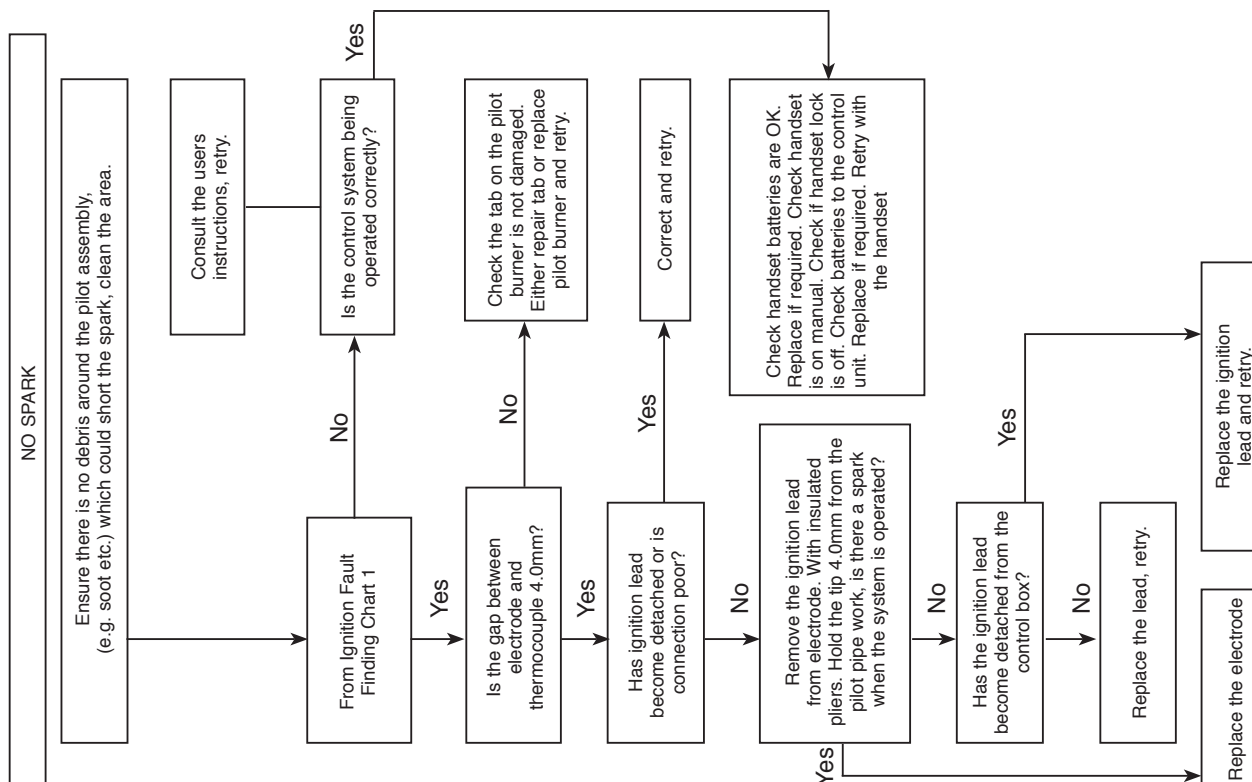 NO SPARK
Ensure there is no debris around the pilot assembly,
(e.g. soot etc.) which could short the spark, clean the area.
Consult the users
instructions, retry.
From Ignition Fault
Finding Chart 1
No
Is the control system being
operated correctly?
Yes
Yes
Is the gap between
electrode and
thermocouple 4.0mm?
No
Check the tab on the pilot
burner is not damaged.
Either repair tab or replace
pilot burner and retry.
Yes
Has ignition lead
become detached or is
connection poor?
Yes
Correct and retry.
No
Remove the ignition lead
from electrode. With insulated
pliers. Hold the tip 4.0mm from the
pilot pipe work, is there a spark
when the system is operated?
Check handset batteries are OK.
Replace if required. Check handset
is on manual. Check if handset lock
is off. Check batteries to the control
unit. Replace if required. Retry with
the handset
Yes
No
Has the ignition lead
become detached from the
control box?
Yes
No
Replace the lead, retry.
Replace the electrode
Replace the ignition
lead and retry.